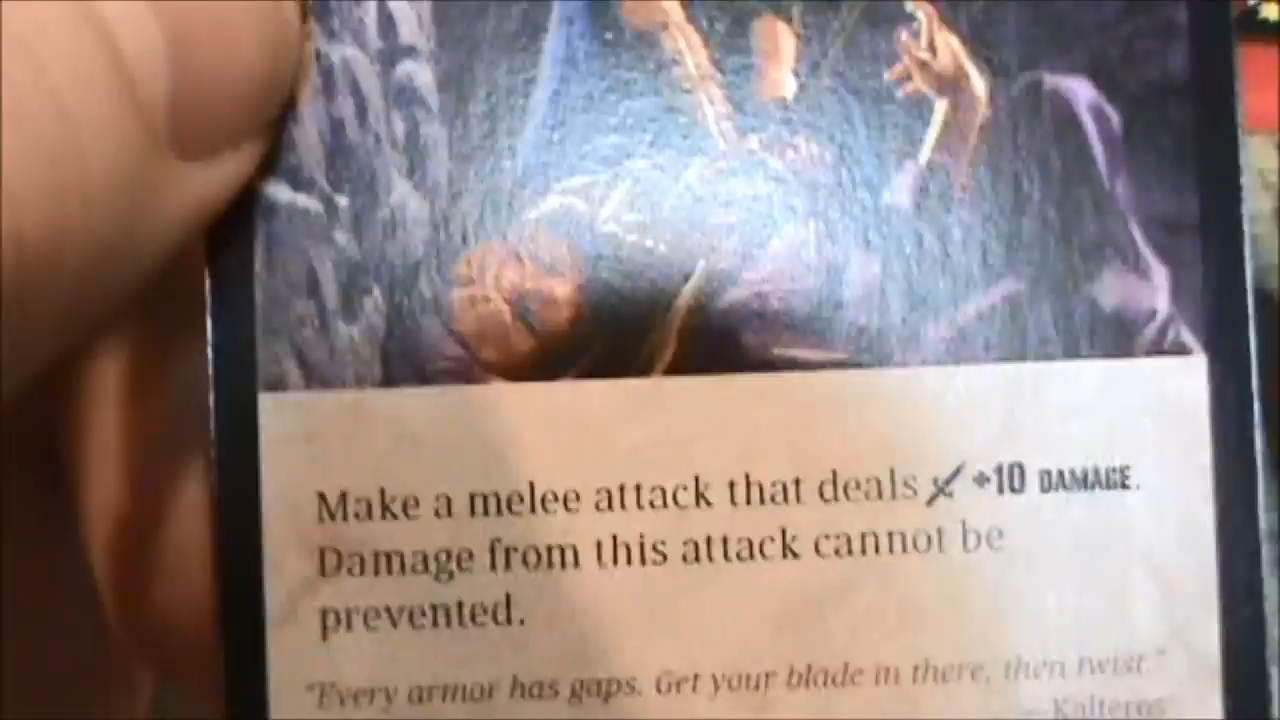 Make a melee attack that deals +10 DAMAGE.
Damage from this attack cannot be
prevented.
"Every armor has gaps. Get your blade in there, then twist."
—Kalteros